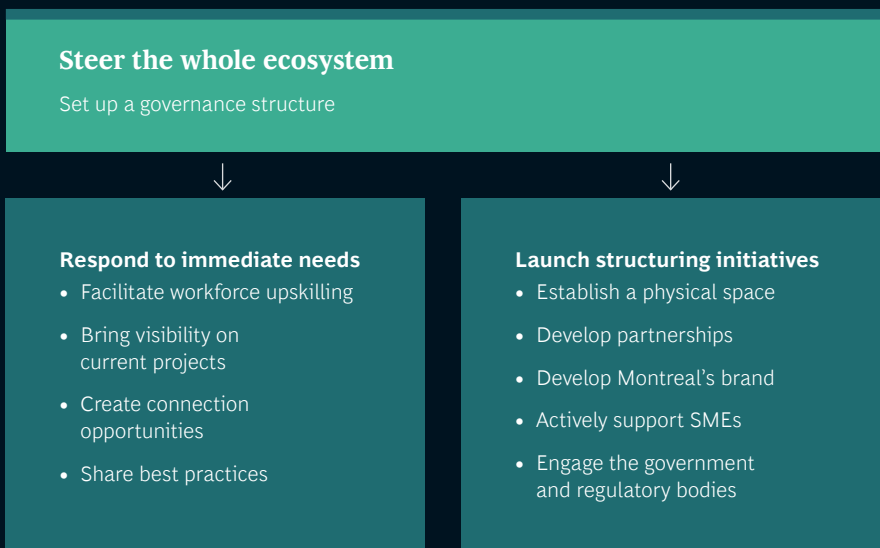 Steer the whole ecosystem
Set up a governance structure
Respond to immediate needs
• Facilitate workforce upskilling
• Bring visibility on
current projects
• Create connection
opportunities
• Share best practices
Launch structuring initiatives
• Establish a physical space
• Develop partnerships
• Develop Montreal’s brand
• Actively support SMEs
• Engage the government
and regulatory bodies